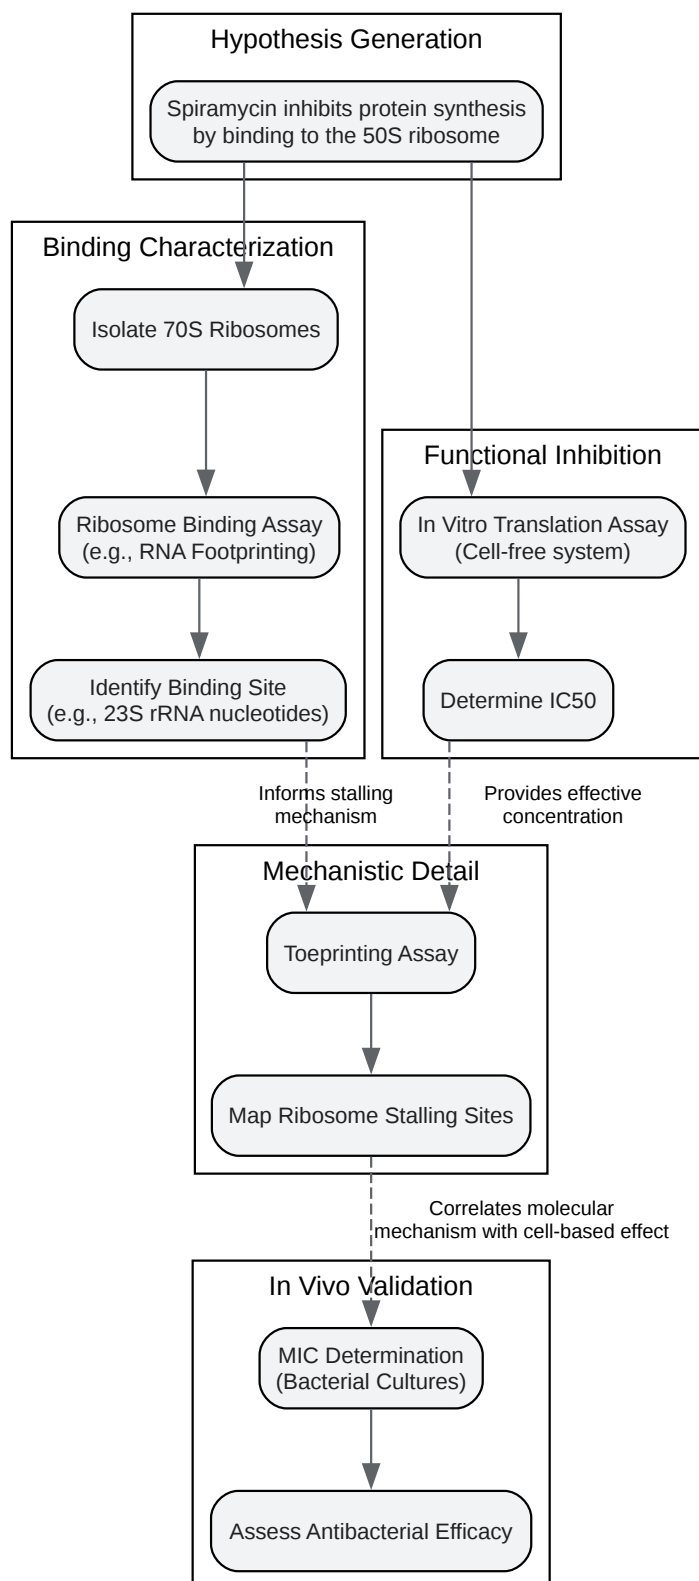 Hypothesis Generation
Spiramycin inhibits protein synthesis
by binding to the 50S ribosome
Binding Characterization
Isolate 70S Ribosomes
Ribosome Binding Assay
(e.g., RNA Footprinting)
Identify Binding Site
(e.g., 23S rRNA nucleotides)
Functional Inhibition
In Vitro Translation Assay
(Cell-free system)
Determine IC50
Informs stalling
mechanism
Provides effective
concentration
Mechanistic Detail
Toeprinting Assay
Map Ribosome Stalling Sites
Correlates molecular
mechanism with cell-based effect
In Vivo Validation
MIC Determination
(Bacterial Cultures)
Assess Antibacterial Efficacy